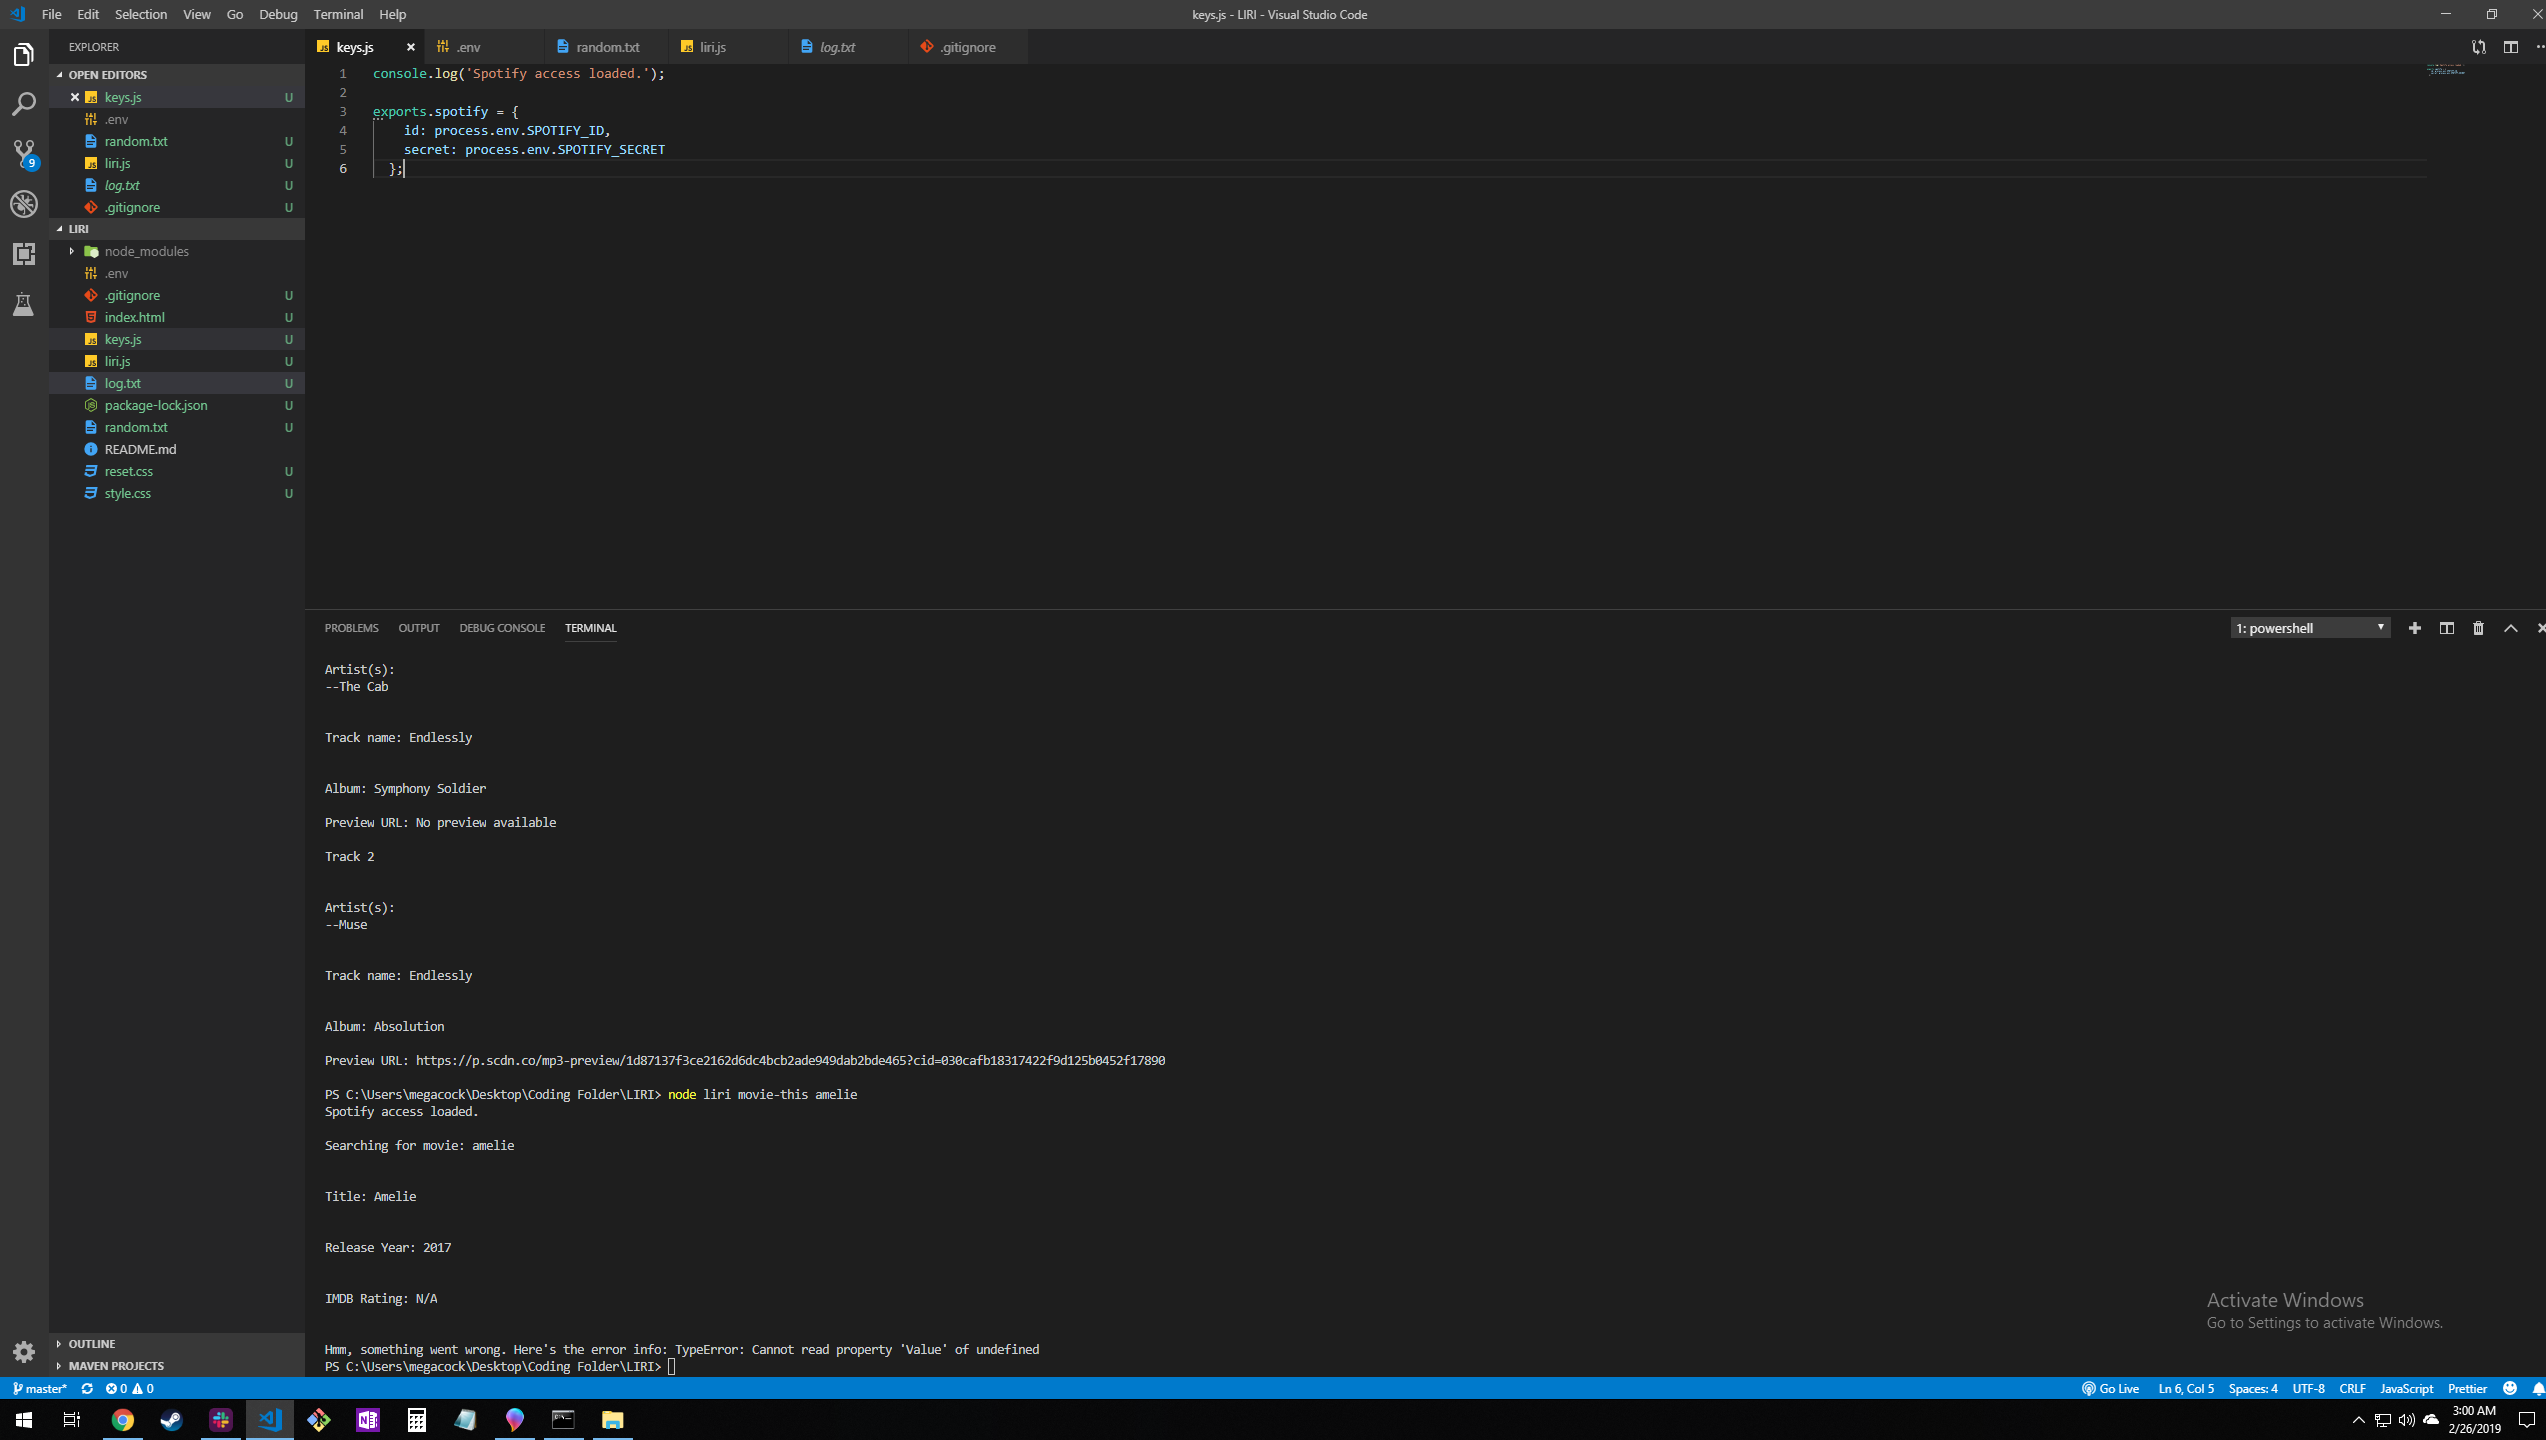 File Edit Selection View Go Debug Terminal Help
keys.js - LIRI - Visual Studio Code
EXPLORER
OPEN EDITORS
keys.js U
.env
random.txt U
liri.js U
log.txt U
.gitignore U
LIRI
node_modules
.env
.gitignore U
index.html U
keys.js U
liri.js U
log.txt U
package-lock.json U
random.txt U
README.md
reset.css U
style.css U
OUTLINE
MAVEN PROJECTS
9
keys.js .env random.txt liri.js log.txt .gitignore
1 console.log('Spotify access loaded.');
2
3 exports.spotify = {
4 id: process.env.SPOTIFY_ID,
5 secret: process.env.SPOTIFY_SECRET
6 };
PROBLEMS OUTPUT DEBUG CONSOLE TERMINAL
1: powershell
Artist(s):
--The Cab
Track name: Endlessly
Album: Symphony Soldier
Preview URL: No preview available
Track 2
Artist(s):
--Muse
Track name: Endlessly
Album: Absolution
Preview URL: https://p.scdn.co/mp3-preview/1d87137f3ce2162d6dc4bcb2ade949dab2bde465?cid=030cafb18317422f9d125b0452f17890
PS C:\Users\megacock\Desktop\Coding Folder\LIRI> node liri movie-this amelie
Spotify access loaded.
Searching for movie: amelie
Title: Amelie
Release Year: 2017
IMDB Rating: N/A
Hmm, something went wrong. Here's the error info: TypeError: Cannot read property 'Value' of undefined
PS C:\Users\megacock\Desktop\Coding Folder\LIRI>
Activate Windows
Go to Settings to activate Windows.
master* 0 0
Go Live Ln 6, Col 5 Spaces: 4 UTF-8 CRLF JavaScript Prettier
3:00 AM
2/26/2019